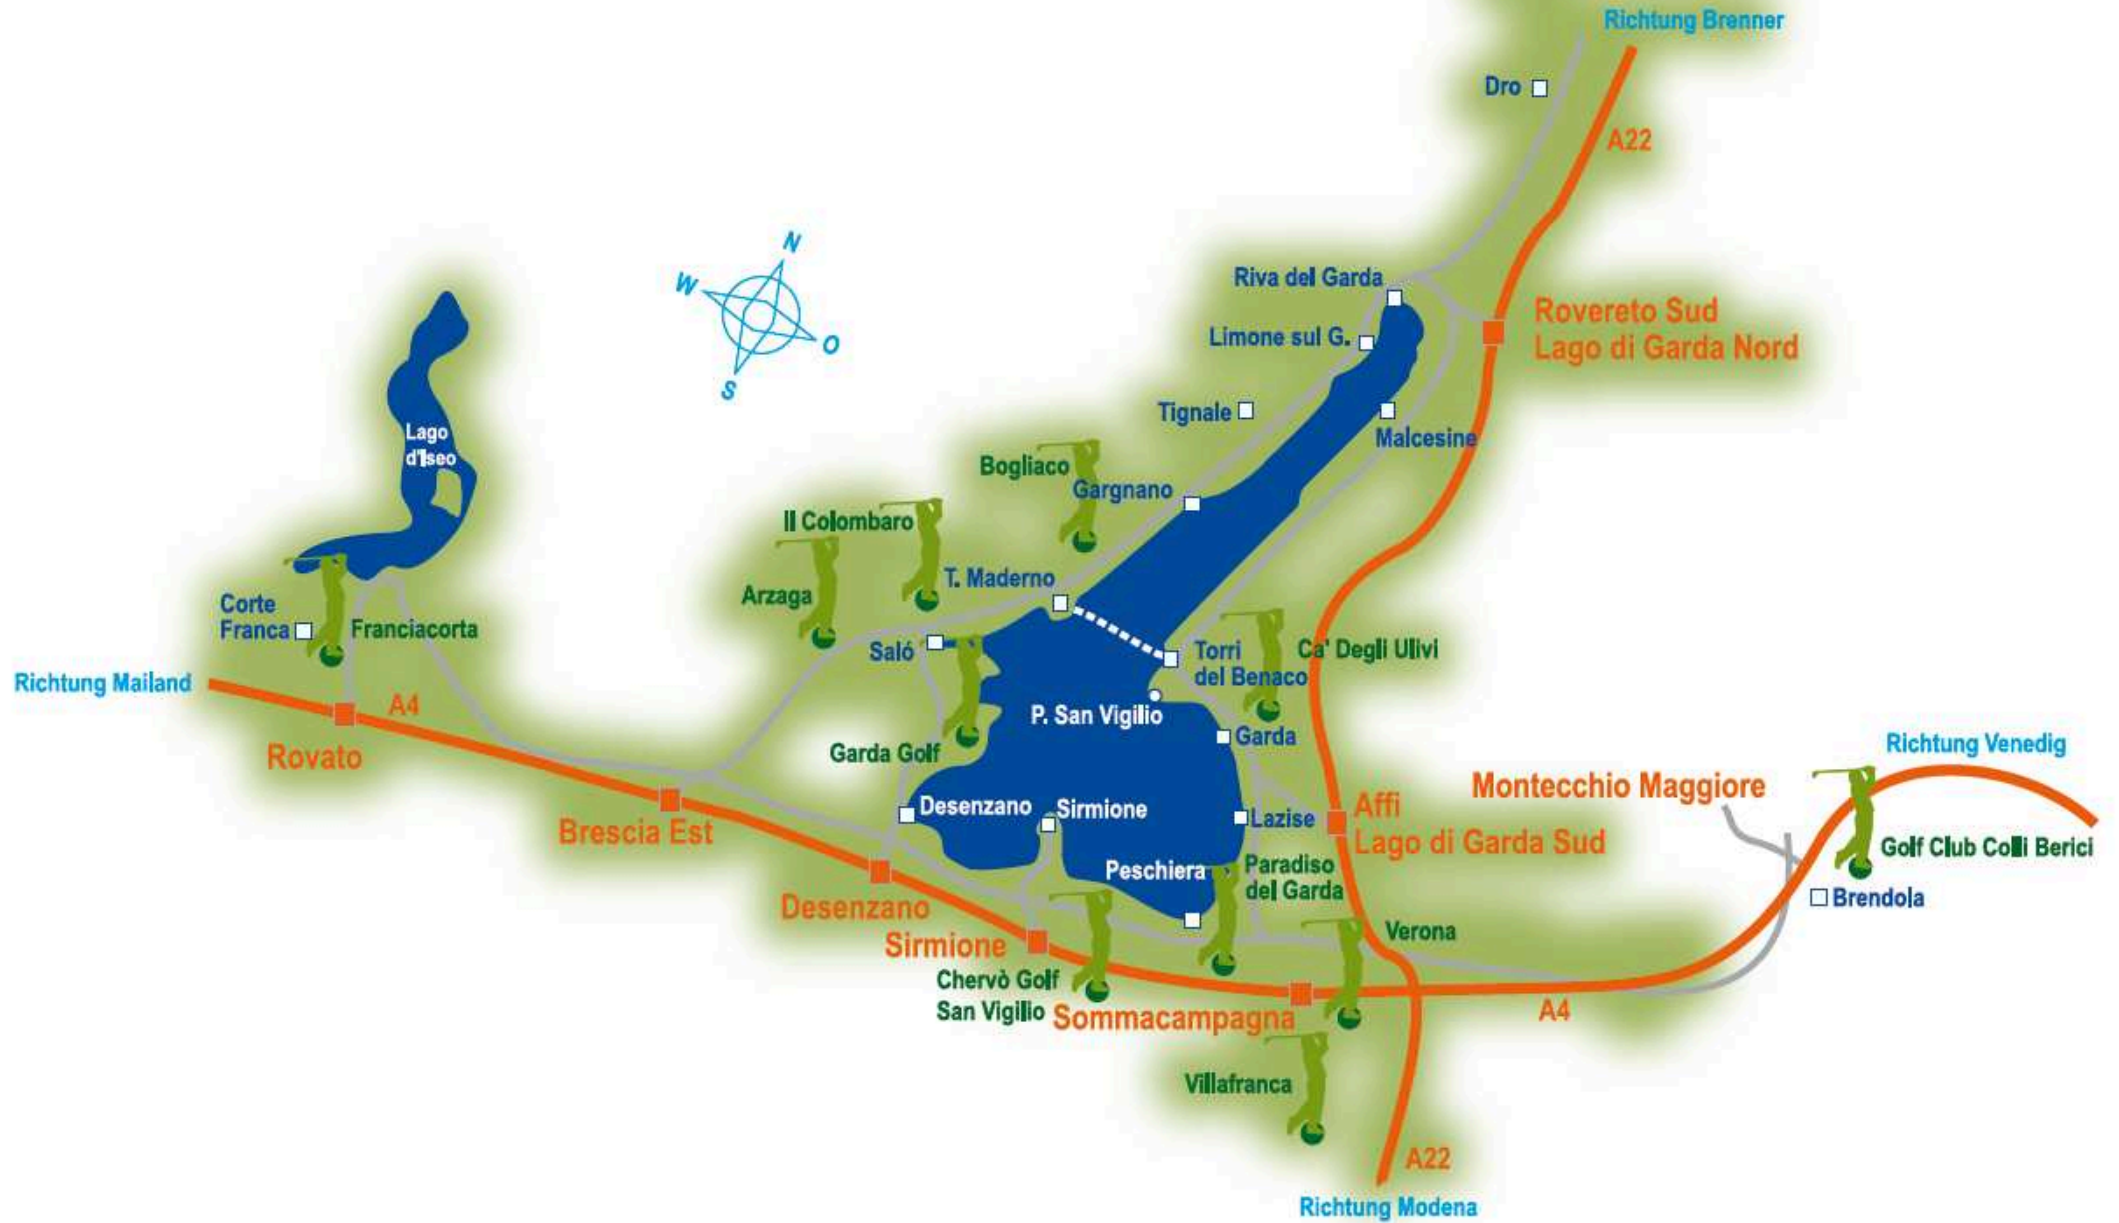 Richtung Brenner
Dro
A22
N
W
O
S
Riva del Garda
Limone sul G.
Rovereto Sud
Lago di Garda Nord
Tignale
Malcesine
Lago
d'Iseo
Bogliaco
Gargnano
Il Colombaro
T. Maderno
Arzaga
Corte
Franca
Franciacorta
Saló
Torri
del Benaco
Ca' Degli Ulivi
Richtung Mailand
A4
P. San Vigilio
Garda
Garda Golf
Rovato
Richtung Venedig
Montecchio Maggiore
Desenzano
Sirmione
Lazise
Affi
Lago di Garda Sud
Brescia Est
Golf Club Colli Berici
Peschiera
Paradiso
del Garda
Brendola
Desenzano
Verona
Sirmione
Chervò Golf
San Vigilio
Sommacampagna
A4
Villafranca
A22
Richtung Modena